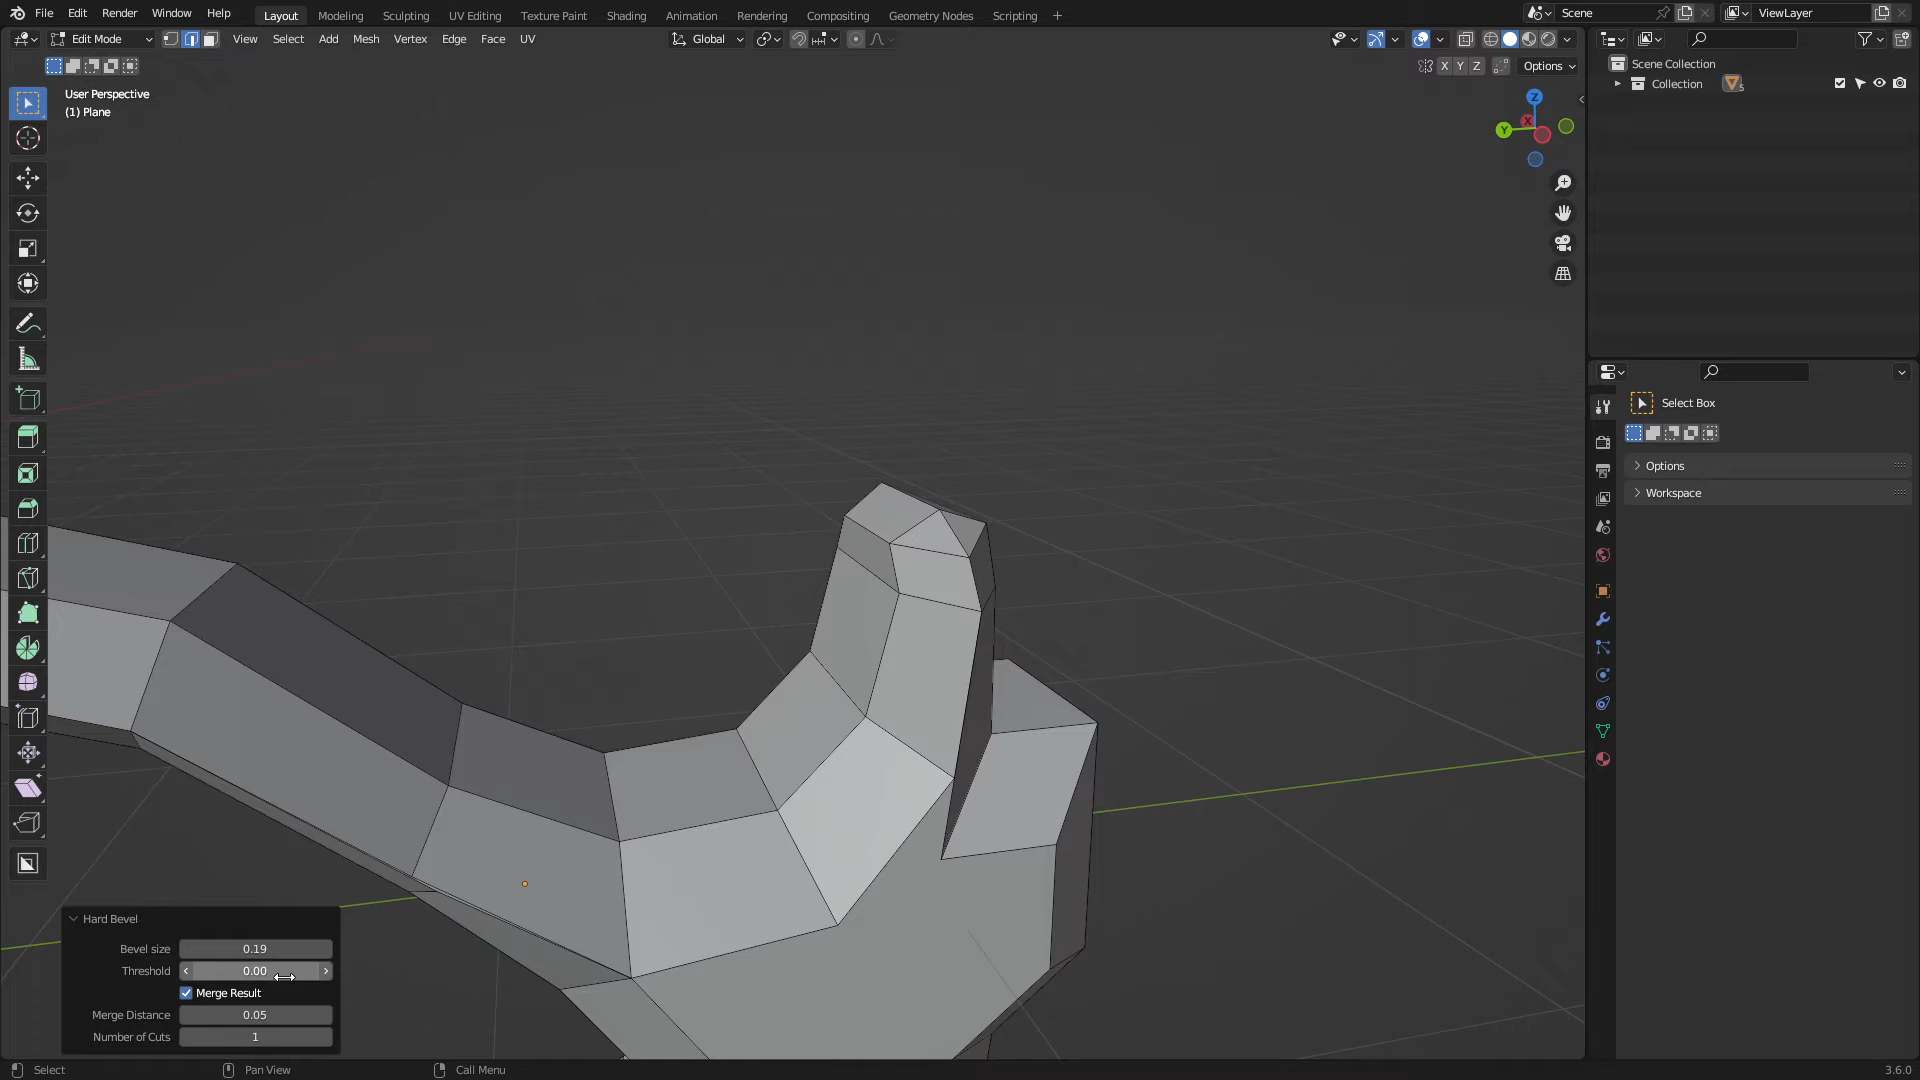 File Edit Render Window Help
Layout Modeling Sculpting UV Editing Texture Paint Shading Animation Rendering Compositing Geometry Nodes Scripting +
Scene
ViewLayer
Edit Mode
View Select Add Mesh Vertex Edge Face UV
Global
X Y Z Options
User Perspective
(1) Plane
Z
Y X
Scene Collection
Collection 5
Select Box
Options
Workspace
Hard Bevel
Bevel size 0.19
Threshold 0.00
Merge Result
Merge Distance 0.05
Number of Cuts 1
Select
Pan View
Call Menu
3.6.0